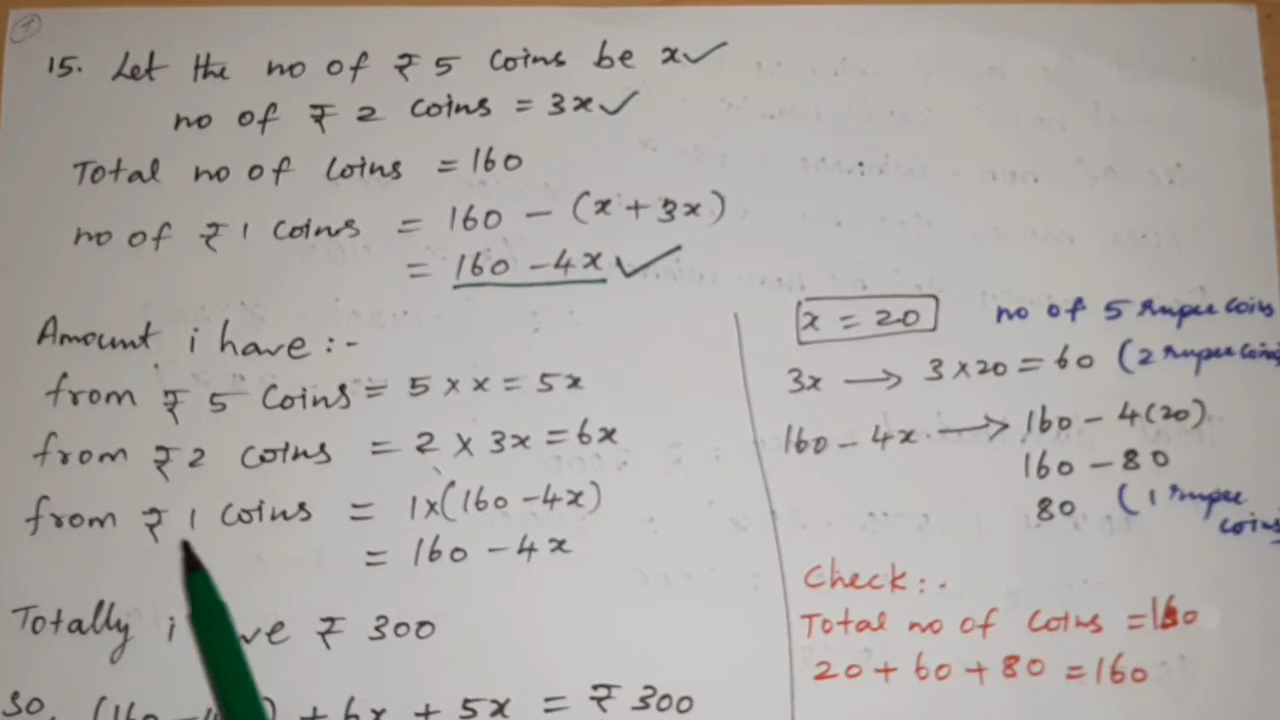 1
15. Let the no of ₹ 5 coins be x✓
no of ₹ 2 coins = 3x✓
Total no of coins = 160
no of ₹ 1 coins = 160 - (x + 3x)
= 160 - 4x ✓
Amount i have :-
from ₹ 5 coins = 5 × x = 5x
from ₹ 2 coins = 2 × 3x = 6x
from ₹ 1 coins = 1x(160 - 4x)
= 160 - 4x
Totally i ve ₹ 300
So, (160 + 6x + 5x = ₹ 300
x = 20 no of 5 rupee coins
3x → 3 × 20 = 60 (2 rupee coins
160 - 4x → 160 - 4(20)
160 - 80
80 (1 rupee
coins
Check :-
Total no of coins = 160
20 + 60 + 80 = 160